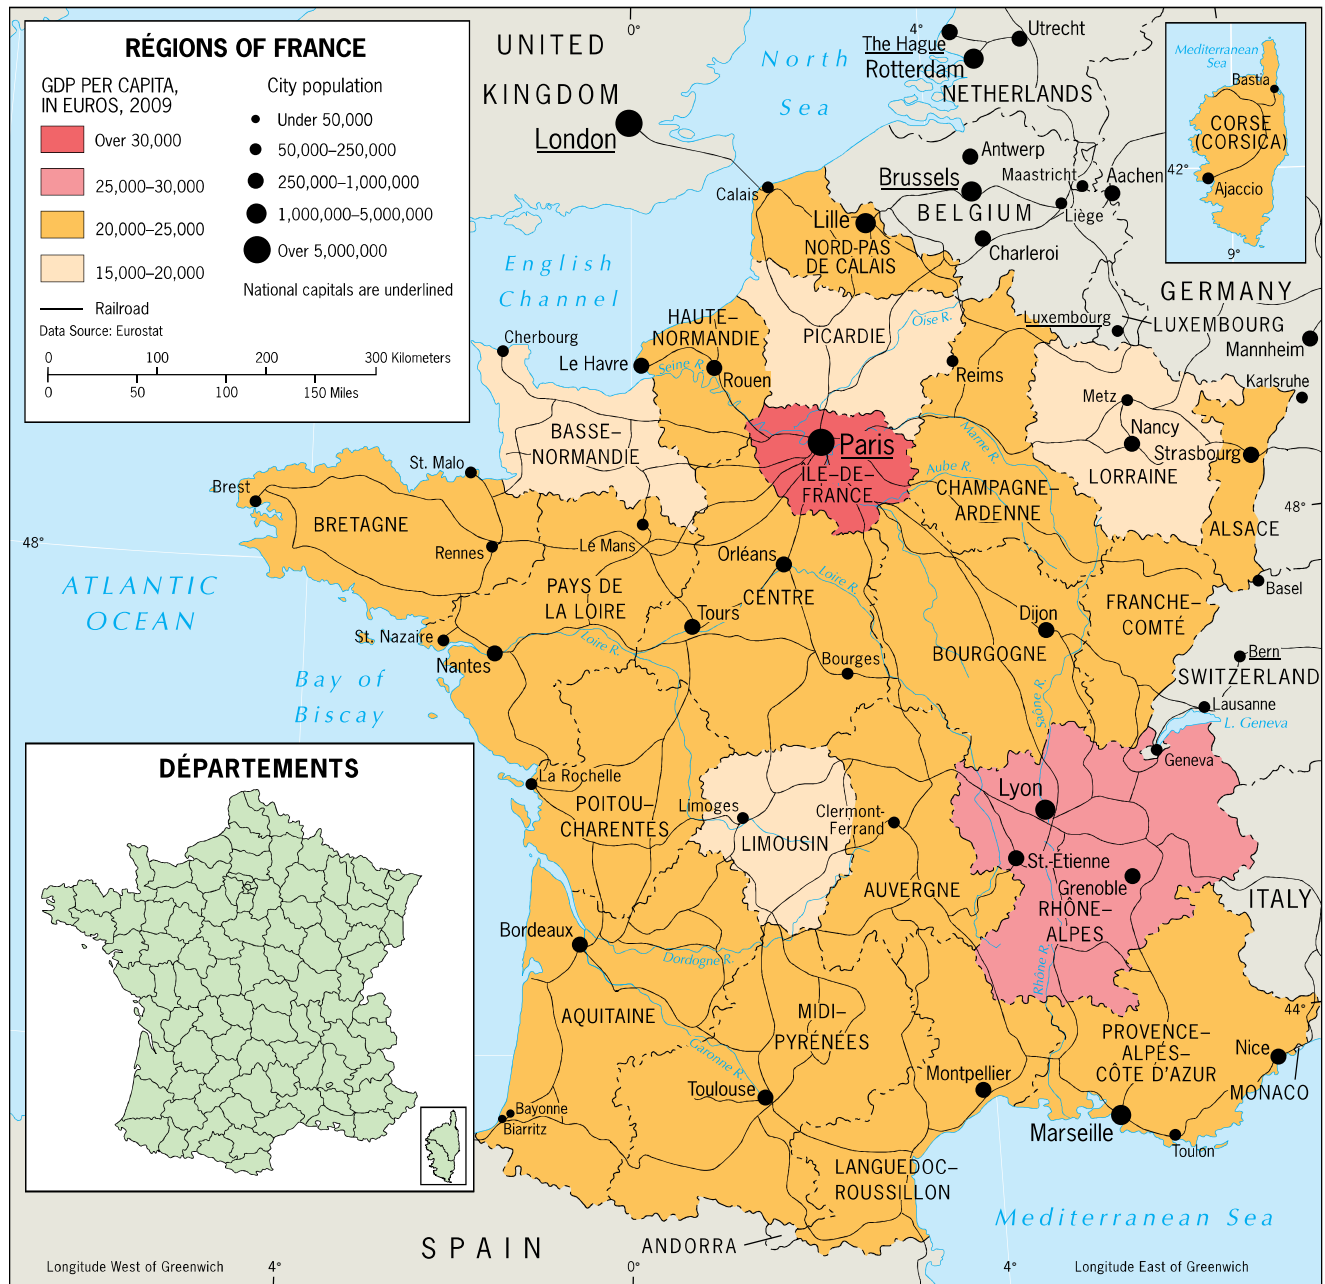 RÉGIONS OF FRANCE
GDP PER CAPITA,
IN EUROS, 2009
Over 30,000
25,000–30,000
20,000–25,000
15,000–20,000
Railroad
Data Source: Eurostat
City population
Under 50,000
50,000–250,000
250,000–1,000,000
1,000,000–5,000,000
Over 5,000,000
National capitals are underlined
0 100 200 300 Kilometers
0 50 100 150 Miles
0°
4°
UNITED
KINGDOM
London
North
Sea
The Hague
Utrecht
Rotterdam
NETHERLANDS
Antwerp
Brussels
Maastricht
Aachen
BELGIUM
Liège
Charleroi
Mediterranean
Sea
Bastia
CORSE
(CORSICA)
42°
Ajaccio
9°
Calais
Lille
NORD-PAS
DE CALAIS
English
Channel
GERMANY
Luxembourg
LUXEMBOURG
Mannheim
Karlsruhe
Cherbourg
HAUTE–
NORMANDIE
Le Havre
Seine R.
Rouen
PICARDIE
Oise R.
Reims
Metz
Nancy
Strasbourg
LORRAINE
BASSE–
NORMANDIE
Paris
ÎLE–DE–
FRANCE
Marne R.
Aube R.
CHAMPAGNE–
ARDENNE
48°
ALSACE
St. Malo
Brest
BRETAGNE
Rennes
Le Mans
48°
Orléans
Loire R.
ATLANTIC
OCEAN
PAYS DE
LA LOIRE
CENTRE
Tours
Basel
FRANCHE–
COMTÉ
Dijon
St. Nazaire
Nantes
Loire R.
Bourges
BOURGOGNE
Bern
SWITZERLAND
Bay of
Biscay
Saône R.
Lausanne
L. Geneva
Geneva
DÉPARTEMENTS
La Rochelle
POITOU–
CHARENTES
Limoges
LIMOUSIN
Clermont-
Ferrand
Lyon
St.-Étienne
Grenoble
AUVERGNE
RHÔNE–
ALPES
ITALY
Bordeaux
Dordogne R.
Rhône R.
AQUITAINE
MIDI–
PYRÉNÉES
44°
PROVENCE–
ALPÉS–
CÔTE D'AZUR
Nice
MONACO
Garonne R.
Toulouse
Montpellier
Marseille
Toulon
Bayonne
Biarritz
LANGUEDOC–
ROUSSILLON
Mediterranean Sea
SPAIN
ANDORRA
Longitude West of Greenwich
4°
0°
4°
Longitude East of Greenwich